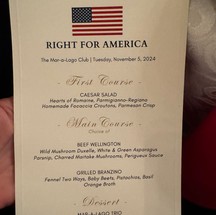 RIGHT FOR AMERICA
The Mar-a-Lago Club | Tuesday, November 5, 2024
- First Course -
CAESAR SALAD
Hearts of Romaine, Parmigianno-Regiano
Homemade Focaccia Croutons, Parmesan Crisp
- Main Course -
Choice of
BEEF WELLINGTON
Wild Mushroom Duxelle, White & Green Asparagus
Parsnip, Charred Maitake Mushrooms, Perigueux Sauce
GRILLED BRANZINO
Fennel Two Ways, Baby Beets, Pistachios, Basil
Orange Broth
- Dessert -
MAR-A-LAGO TRIO